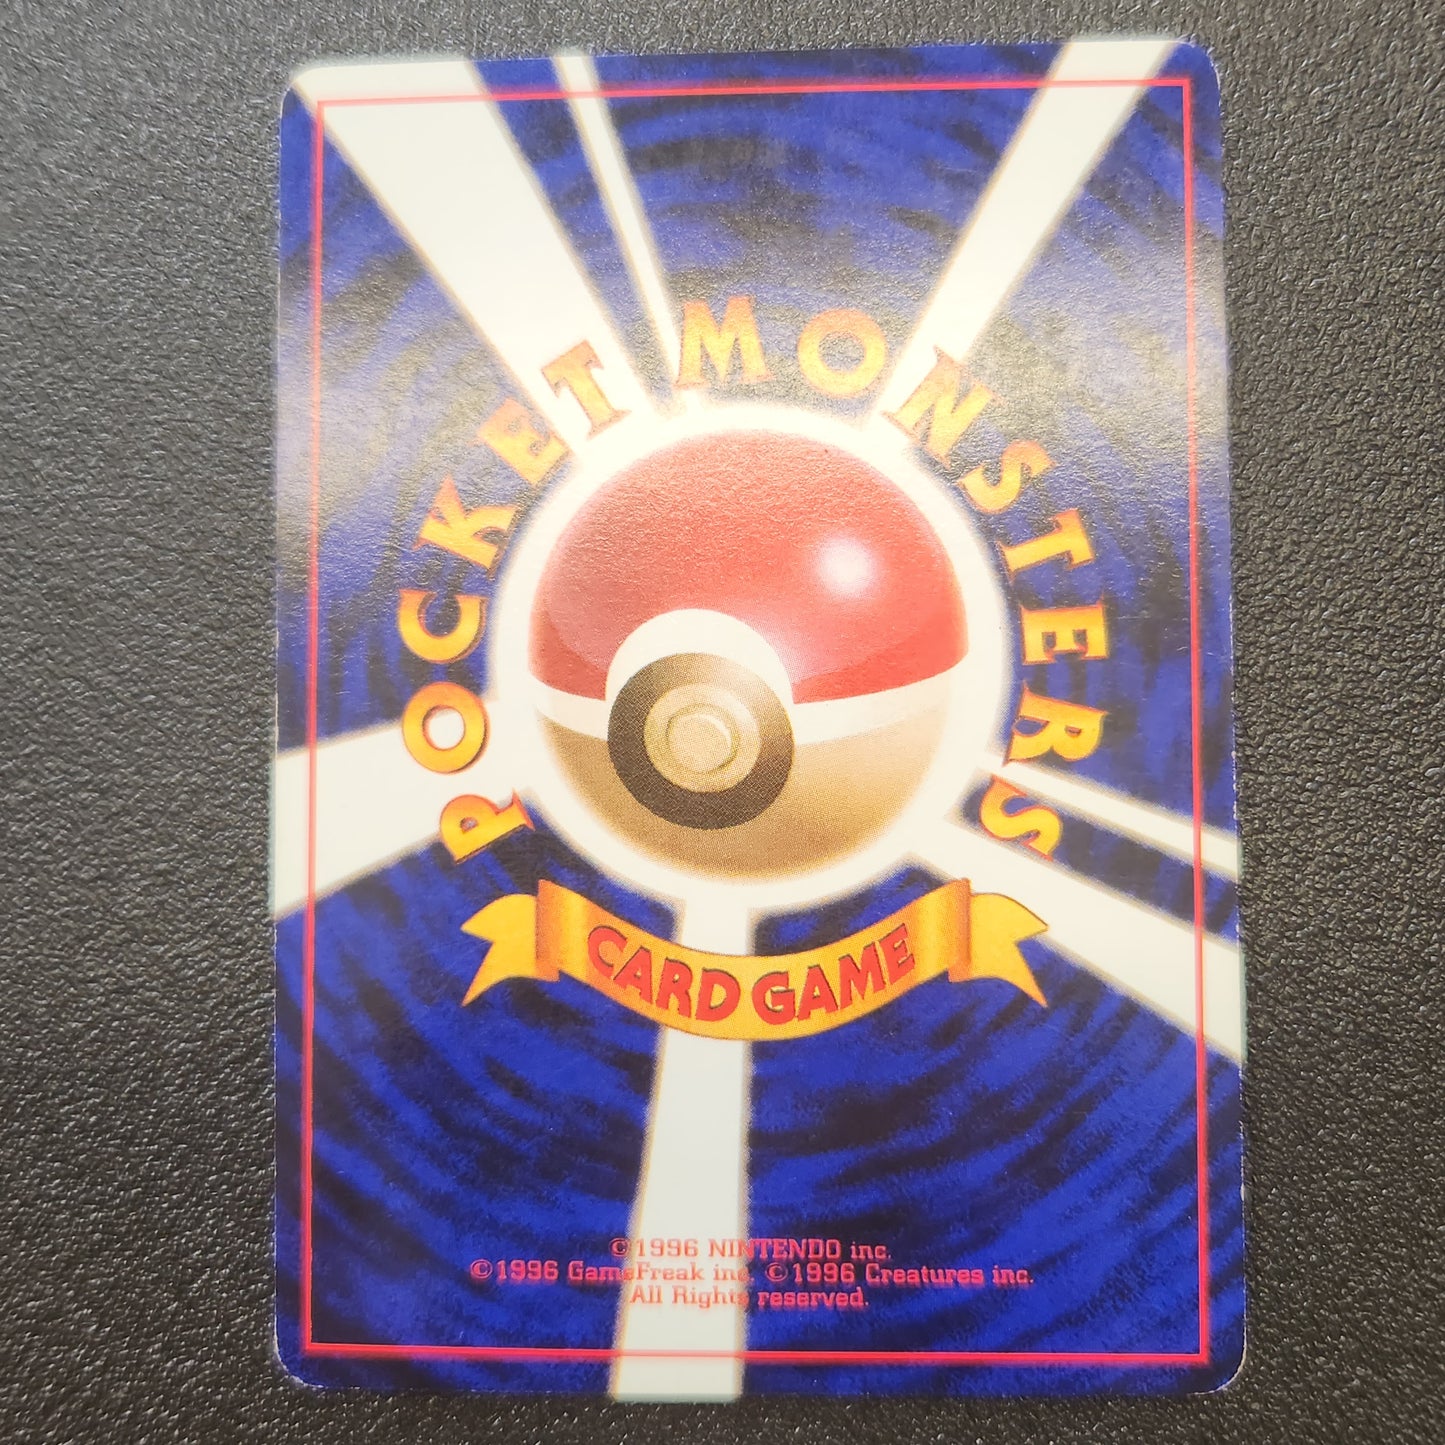 POCKET MONSTERS
CARD GAME
©1996 NINTENDO inc.
©1996 GameFreak inc. ©1996 Creatures inc.
All Rights reserved.